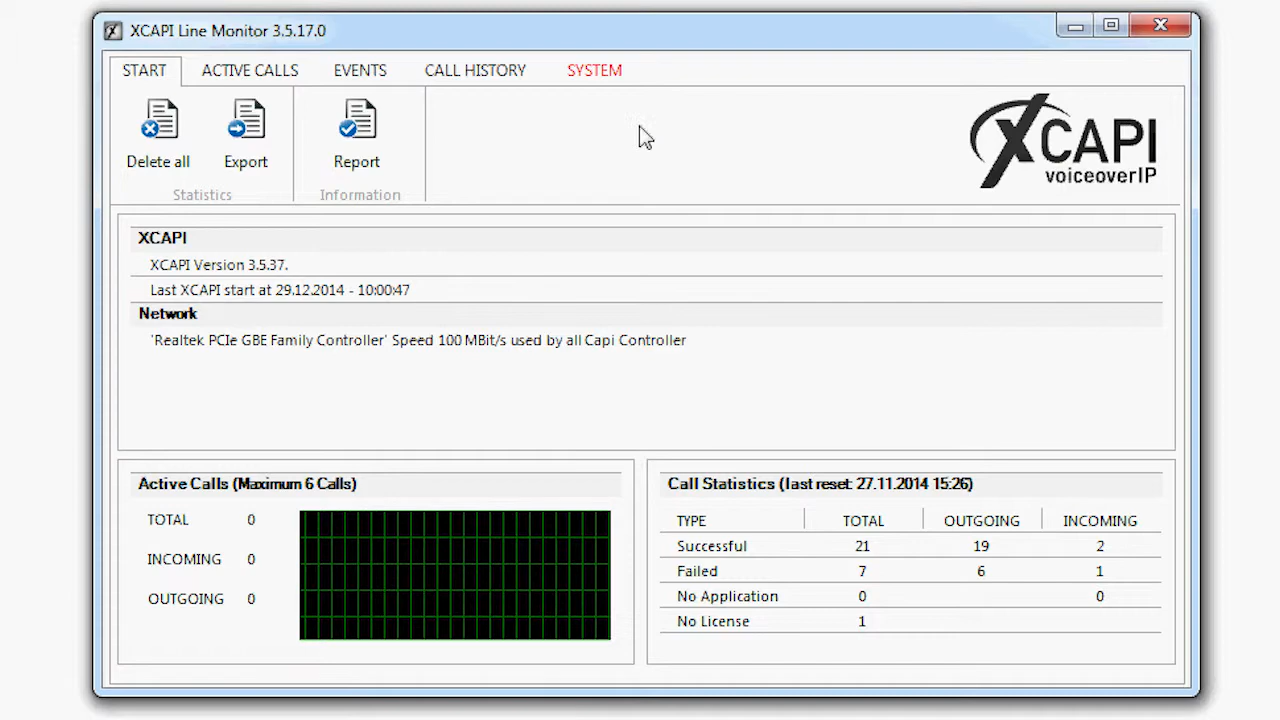 XCAPI Line Monitor 3.5.17.0
START ACTIVE CALLS EVENTS CALL HISTORY SYSTEM
Delete all Export Report
Statistics Information
XCAPI
voiceoverIP
XCAPI
XCAPI Version 3.5.37.
Last XCAPI start at 29.12.2014 - 10:00:47
Network
'Realtek PCIe GBE Family Controller' Speed 100 MBit/s used by all Capi Controller
Active Calls (Maximum 6 Calls)
TOTAL 0
INCOMING 0
OUTGOING 0
Call Statistics (last reset: 27.11.2014 15:26)
TYPE TOTAL OUTGOING INCOMING
Successful 21 19 2
Failed 7 6 1
No Application 0 0
No License 1